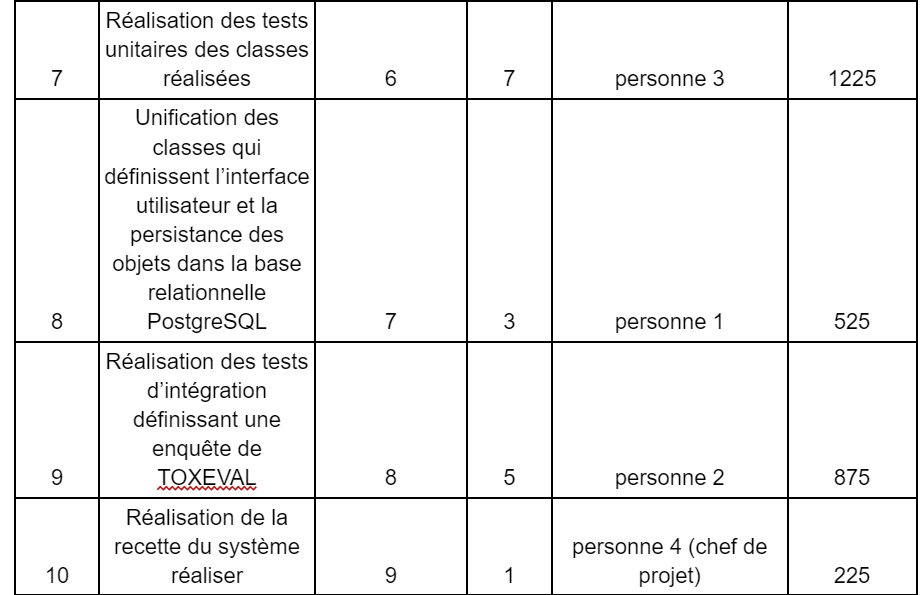 Réalisation des tests
unitaires des classes
7 réalisées 6 7 personne 3 1225
Unification des
classes qui
définissent l’interface
utilisateur et la
persistance des
objets dans la base
relationnelle
8 PostgreSQL 7 3 personne 1 525
Réalisation des tests
d’intégration
définissant une
enquête de
9 TOXEVAL 8 5 personne 2 875
Réalisation de la
recette du système personne 4 (chef de
10 réaliser 9 1 projet) 225